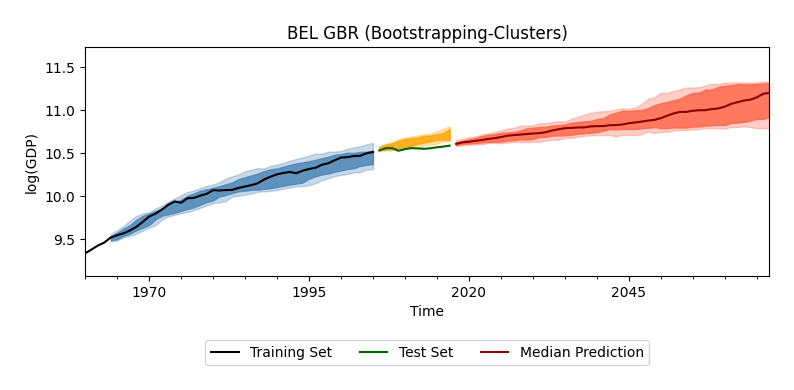 BEL GBR (Bootstrapping-Clusters)
11.5
11.0
10.5
10.0
9.5
log(GDP)
1970 1995 2020 2045
Time
Training Set Test Set Median Prediction